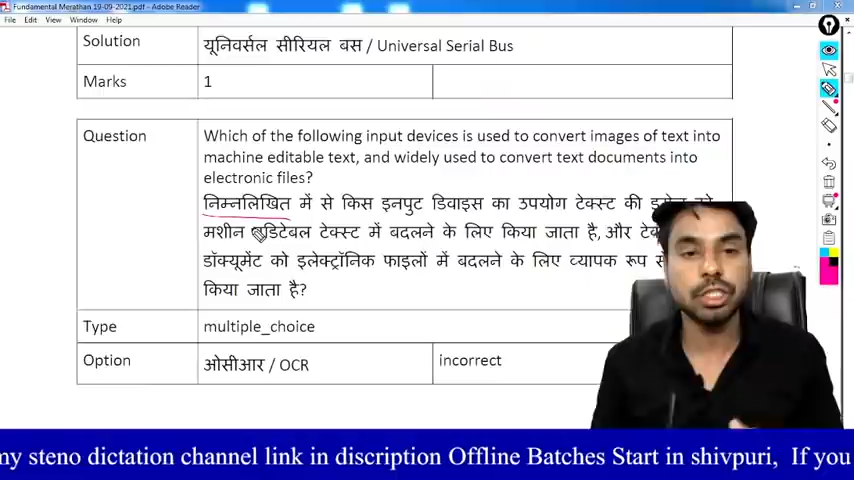 Fundamental Merathan 19-09-2021.pdf - Adobe Reader
File Edit View Window Help
Solution
यूनिवर्सल सीरियल बस / Universal Serial Bus
Marks
1
Question
Which of the following input devices is used to convert images of text into
machine editable text, and widely used to convert text documents into
electronic files?
निम्नलिखित में से किस इनपुट डिवाइस का उपयोग टेक्स्ट की
मशीन एडिटेबल टेक्स्ट में बदलने के लिए किया जाता है, और
डॉक्यूमेंट को इलेक्ट्रॉनिक फाइलों में बदलने के लिए व्यापक रूप
किया जाता है?
Type
multiple_choice
Option
ओसीआर / OCR
incorrect
my steno dictation channel link in discription Offline Batches Start in shivpuri, If you